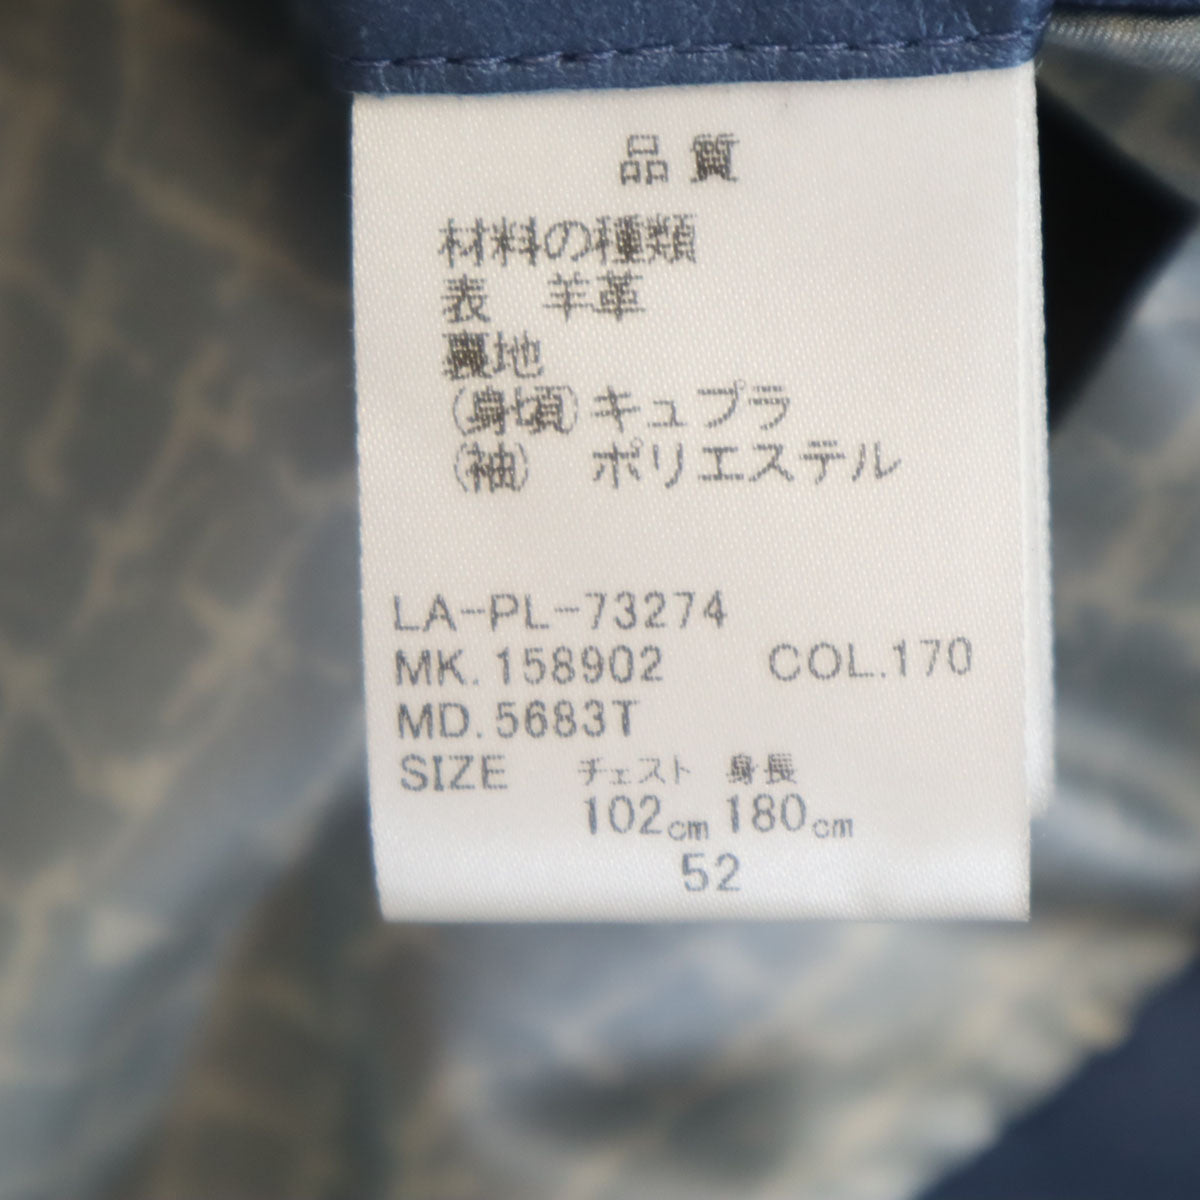 品質
材料の種類
表　羊革
裏地
(身頃)キュプラ
(袖)　ポリエステル
LA-PL-73274
MK.158902　COL.170
MD.5683T
SIZE　チェスト　身長
102cm 180cm
52